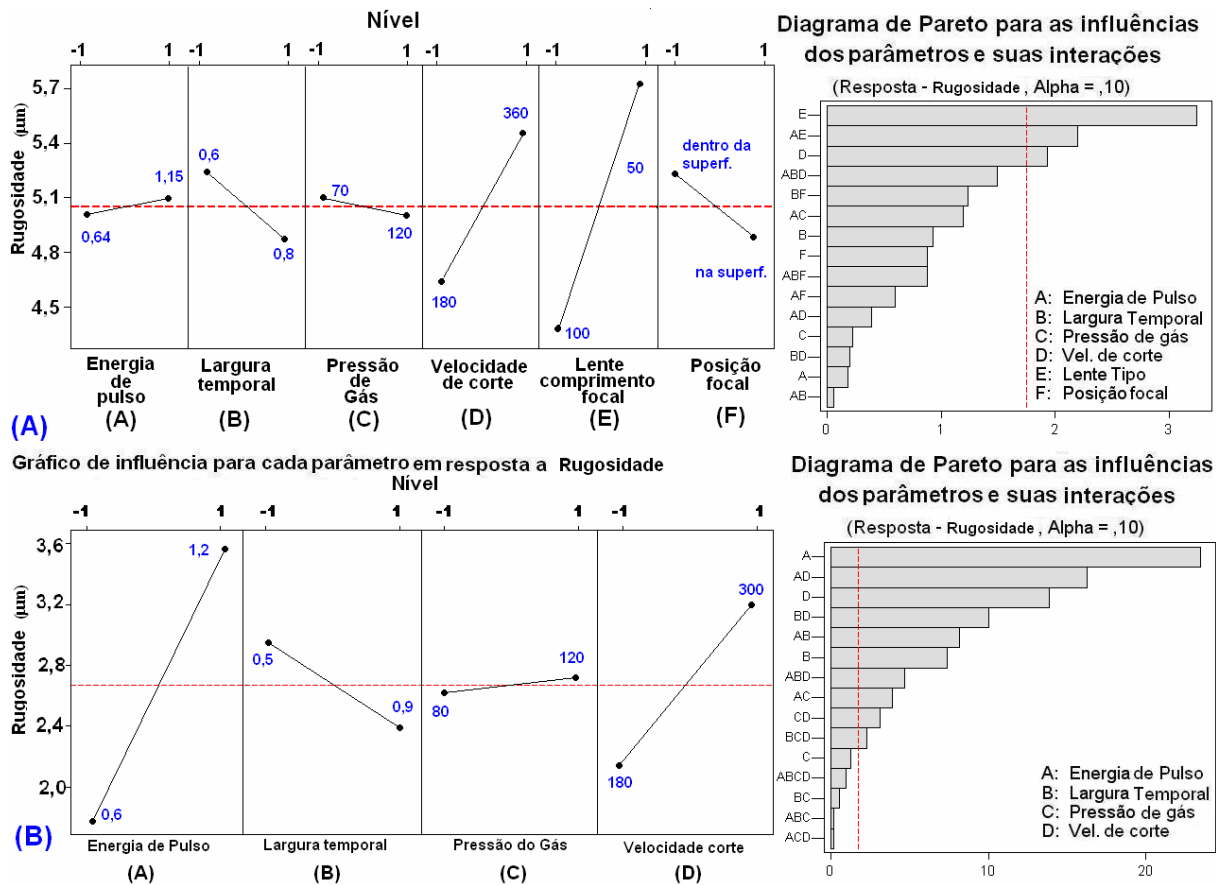 Nível
-1 1 -1 1 -1 1 -1 1 -1 1 -1 1
Rugosidade (µm)
5,7
5,4
5,1
4,8
4,5
0,64
1,15
0,6
0,8
70
120
180
360
100
50
dentro da
superf.
na superf.
Energia
de
pulso
(A)
Largura
temporal
(B)
Pressão
de
Gás
(C)
Velocidade
de corte
(D)
Lente
comprimento
focal
(E)
Posição
focal
(F)
(A)
Diagrama de Pareto para as influências
dos parâmetros e suas interações
(Resposta - Rugosidade , Alpha = ,10)
E
AE
D
ABD
BF
AC
B
F
ABF
AF
AD
C
BD
A
AB
A: Energia de Pulso
B: Largura Temporal
C: Pressão de gás
D: Vel. de corte
E: Lente Tipo
F: Posição focal
0 1 2 3
Gráfico de influência para cada parâmetro em resposta a Rugosidade
Nível
-1 1 -1 1 -1 1 -1 1
Rugosidade (µm)
3,6
3,2
2,8
2,4
2,0
0,6
1,2
0,5
0,9
80
120
180
300
Energia de Pulso
(A)
Largura temporal
(B)
Pressão do Gás
(C)
Velocidade corte
(D)
(B)
Diagrama de Pareto para as influências
dos parâmetros e suas interações
(Resposta - Rugosidade , Alpha = ,10)
A
AD
D
BD
AB
B
ABD
AC
CD
BCD
C
ABCD
BC
ABC
ACD
A: Energia de Pulso
B: Largura Temporal
C: Pressão de gás
D: Vel. de corte
0 10 20